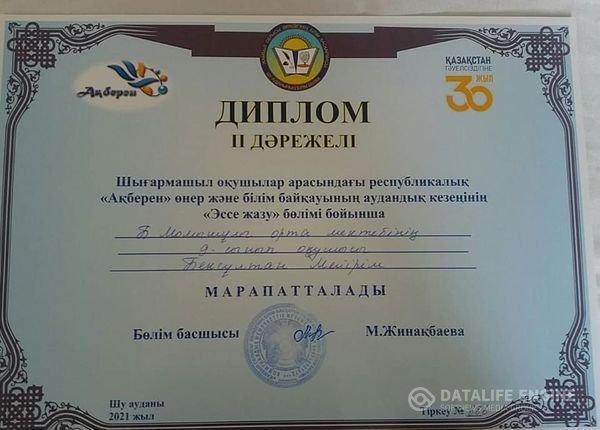 Ақберен
ҚАЗАҚСТАН
ТӘУЕЛСІЗДІГІНЕ
30 ЖЫЛ
ДИПЛОМ
II ДӘРЕЖЕЛІ
Шығармашыл оқушылар арасындағы республикалық
«Ақберен» өнер және білім байқауының аудандық кезеңінің
«Эссе жазу» бөлімі бойынша
Б Момышұлы орта мектебінің
9-сынып оқушысы
Бексұлтан Мейірім
МАРАПАТТАЛАДЫ
Бөлім басшысы
М.Жинақбаева
Шу ауданы
2021 жыл
Тіркеу №
DATALIFE ENGINE